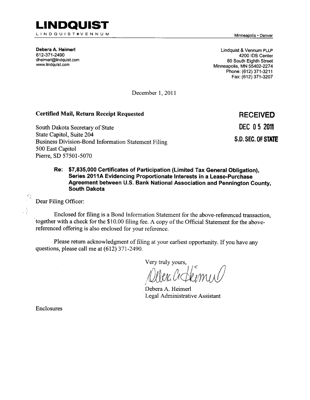 LINDQUIST
LINDQUIST+VENNUM
Minneapolis • Denver
Debera A. Heimerl
612-371-2490
dheimerl@lindquist.com
www.lindquist.com
Lindquist & Vennum PLLP
4200 IDS Center
80 South Eighth Street
Minneapolis, MN 55402-2274
Phone: (612) 371-3211
Fax: (612) 371-3207
December 1, 2011
Certified Mail, Return Receipt Requested
RECEIVED
DEC 05 2011
S.D. SEC. OF STATE
South Dakota Secretary of State
State Capitol, Suite 204
Business Division-Bond Information Statement Filing
500 East Capitol
Pierre, SD 57501-5070
Re: $7,835,000 Certificates of Participation (Limited Tax General Obligation),
Series 2011A Evidencing Proportionate Interests in a Lease-Purchase
Agreement between U.S. Bank National Association and Pennington County,
South Dakota
Dear Filing Officer:
Enclosed for filing is a Bond Information Statement for the above-referenced transaction,
together with a check for the $10.00 filing fee. A copy of the Official Statement for the above-
referenced offering is also enclosed for your reference.
Please return acknowledgment of filing at your earliest opportunity. If you have any
questions, please call me at (612) 371-2490.
Very truly yours,
Debera A. Heimerl
Debera A. Heimerl
Legal Administrative Assistant
Enclosures